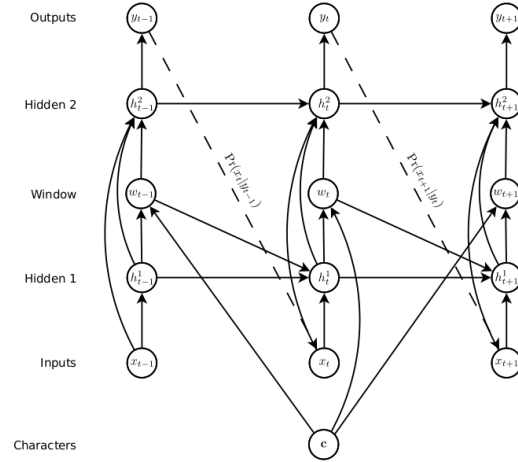 Outputs y_{t−1} y_t y_{t+1}
Hidden 2 h^2_{t−1} h^2_t h^2_{t+1}
Pr(x_t|y_{t−1}) Pr(x_{t+1}|y_t)
Window w_{t−1} w_t w_{t+1}
Hidden 1 h^1_{t−1} h^1_t h^1_{t+1}
Inputs x_{t−1} x_t x_{t+1}
Characters c